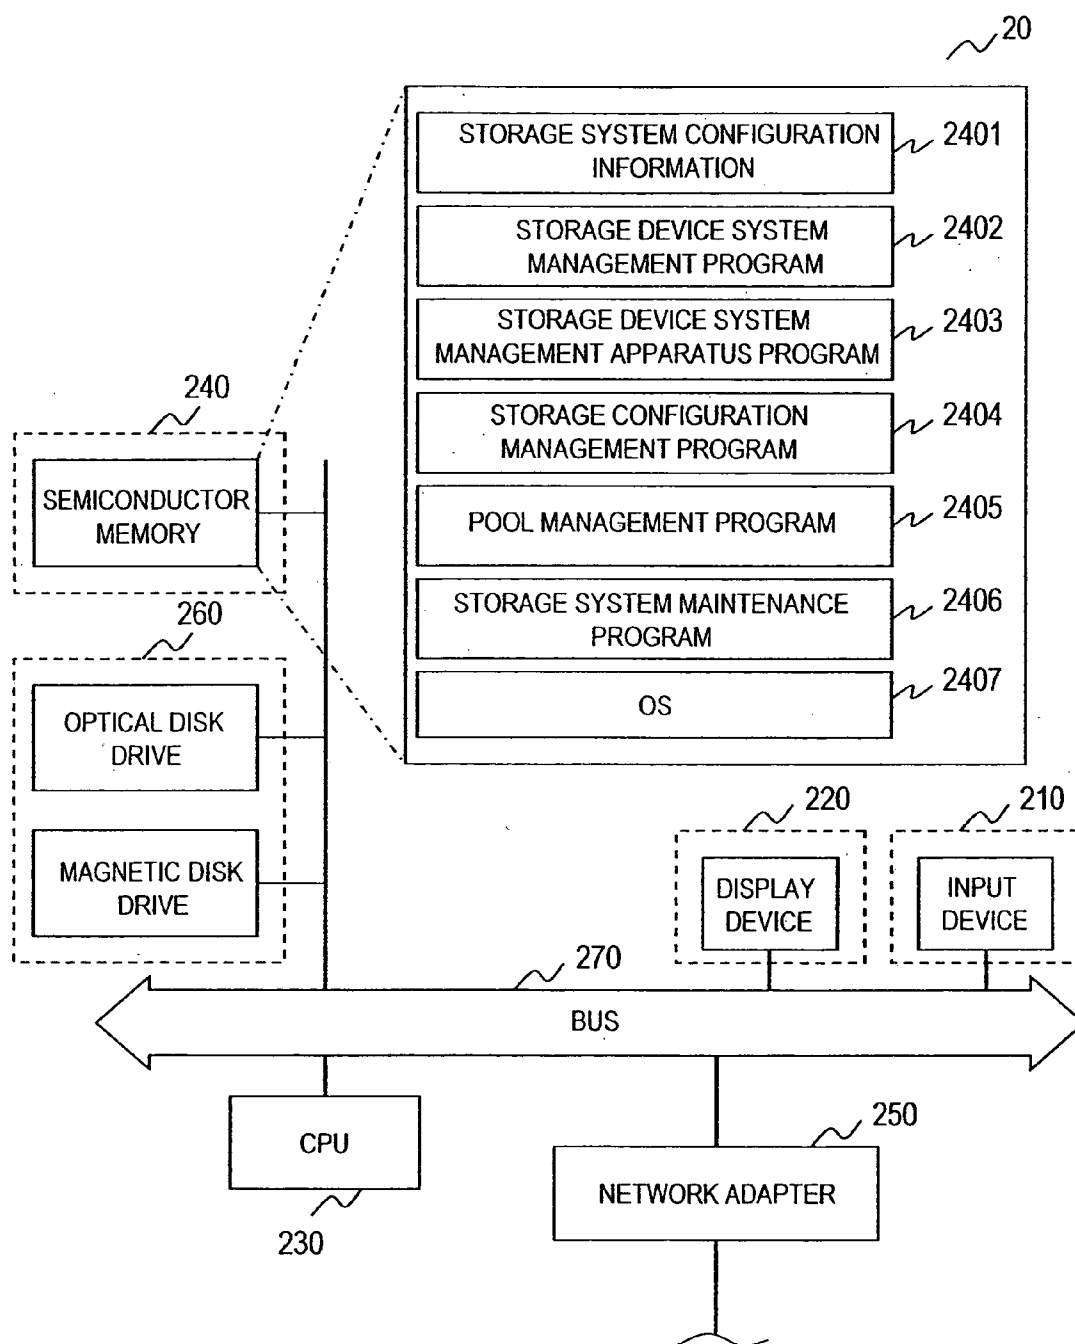 20
STORAGE SYSTEM CONFIGURATION
INFORMATION
2401
STORAGE DEVICE SYSTEM
MANAGEMENT PROGRAM
2402
STORAGE DEVICE SYSTEM
MANAGEMENT APPARATUS PROGRAM
2403
STORAGE CONFIGURATION
MANAGEMENT PROGRAM
2404
POOL MANAGEMENT PROGRAM
2405
STORAGE SYSTEM MAINTENANCE
PROGRAM
2406
OS
2407
240
SEMICONDUCTOR
MEMORY
260
OPTICAL DISK
DRIVE
MAGNETIC DISK
DRIVE
220
DISPLAY
DEVICE
210
INPUT
DEVICE
270
BUS
CPU
230
250
NETWORK ADAPTER